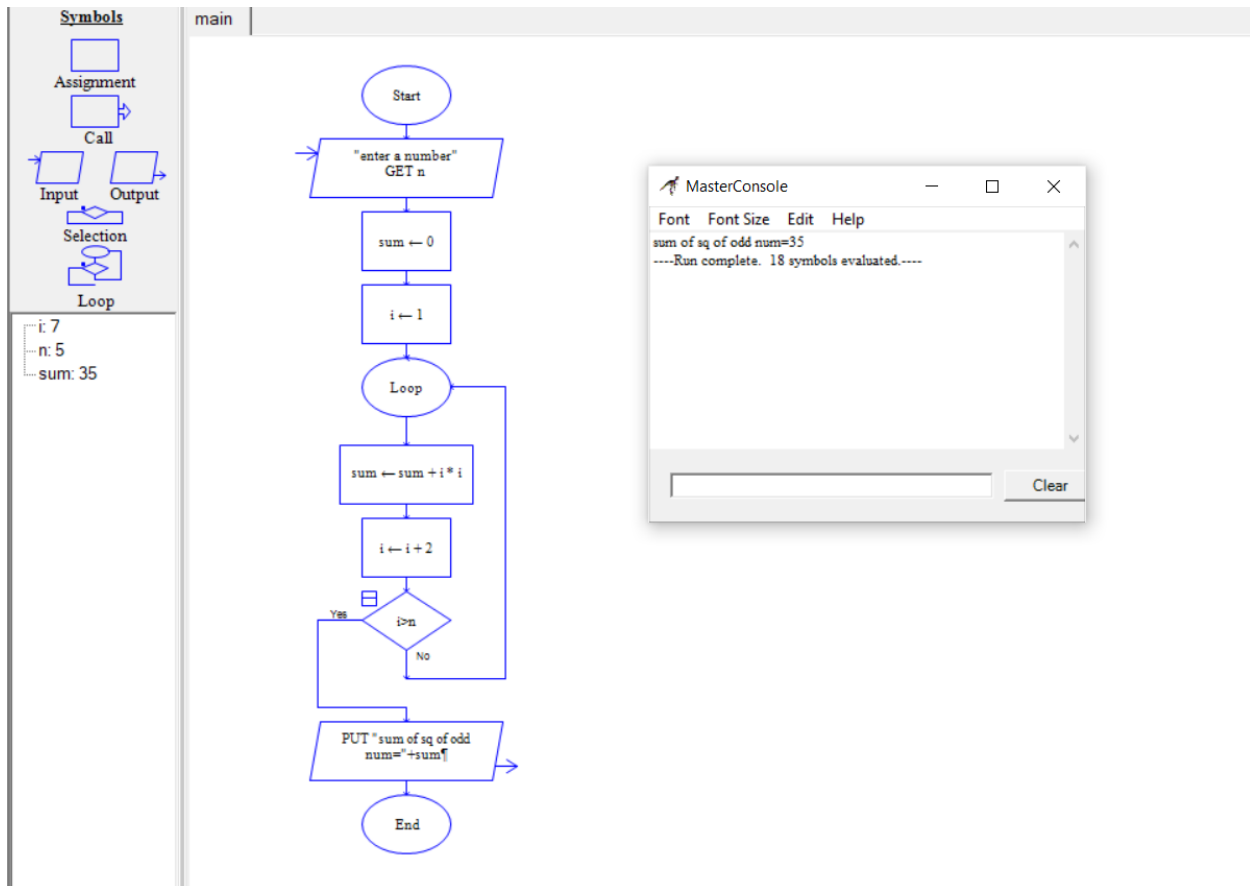 Symbols
Assignment
Call
Input Output
Selection
Loop
i: 7
n: 5
sum: 35
main
Start
"enter a number"
GET n
sum ← 0
i ← 1
Loop
sum ← sum + i * i
i ← i + 2
Yes
i>n
No
PUT "sum of sq of odd
num="+sum¶
End
MasterConsole
Font Font Size Edit Help
sum of sq of odd num=35
----Run complete. 18 symbols evaluated.----
Clear